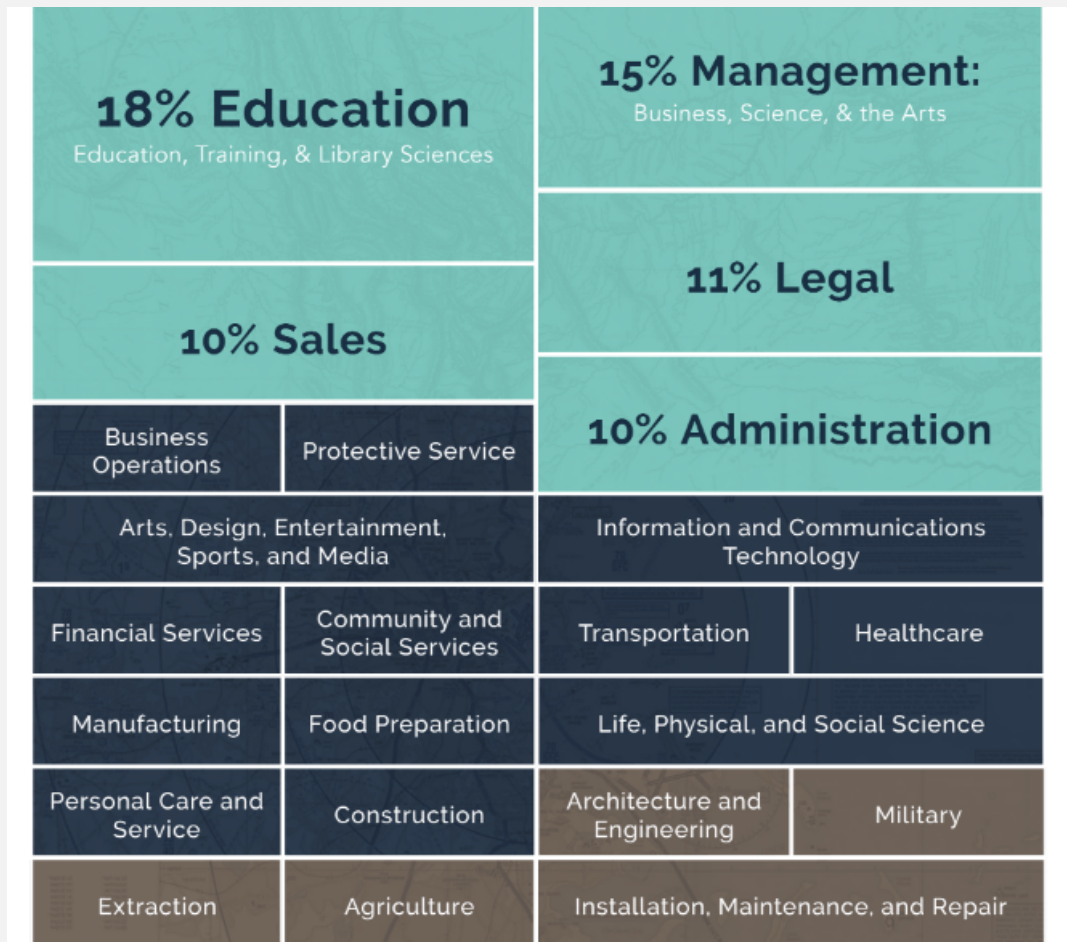 18% Education
Education, Training, & Library Sciences
15% Management:
Business, Science, & the Arts
11% Legal
10% Sales
10% Administration
Business
Operations
Protective Service
Arts, Design, Entertainment,
Sports, and Media
Information and Communications
Technology
Financial Services
Community and
Social Services
Transportation
Healthcare
Manufacturing
Food Preparation
Life, Physical, and Social Science
Personal Care and
Service
Construction
Architecture and
Engineering
Military
Extraction
Agriculture
Installation, Maintenance, and Repair